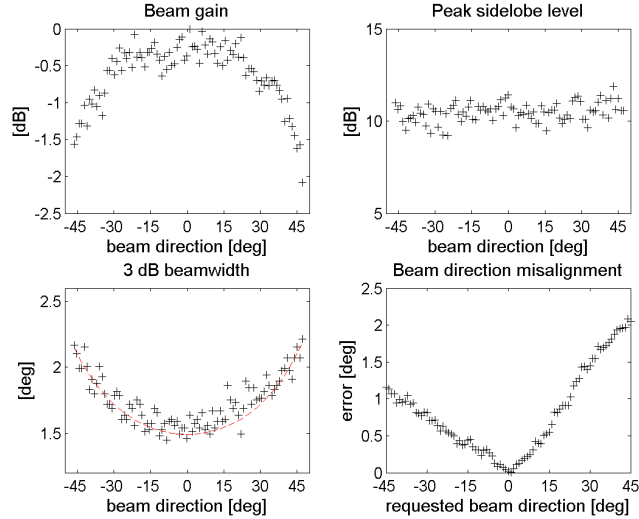 Beam gain
0
-0.5
-1
-1.5
-2
-2.5
[dB]
-45 -30 -15 0 15 30 45
beam direction [deg]
Peak sidelobe level
15
10
5
[dB]
-45 -30 -15 0 15 30 45
beam direction [deg]
3 dB beamwidth
2.5
2
1.5
[deg]
-45 -30 -15 0 15 30 45
beam direction [deg]
Beam direction misalignment
2.5
2
1.5
1
0.5
0
error [deg]
-45 -30 -15 0 15 30 45
requested beam direction [deg]